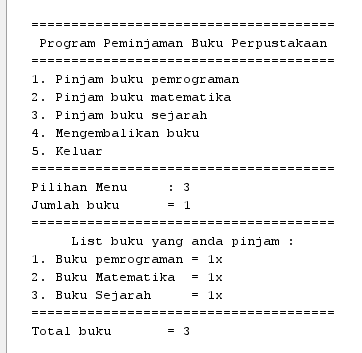 ======================================
Program Peminjaman Buku Perpustakaan
======================================
1. Pinjam buku pemrograman
2. Pinjam buku matematika
3. Pinjam buku sejarah
4. Mengembalikan buku
5. Keluar
======================================
Pilihan Menu     : 3
Jumlah buku      = 1
======================================
     List buku yang anda pinjam :
1. Buku pemrograman = 1x
2. Buku Matematika  = 1x
3. Buku Sejarah     = 1x
======================================
Total buku       = 3